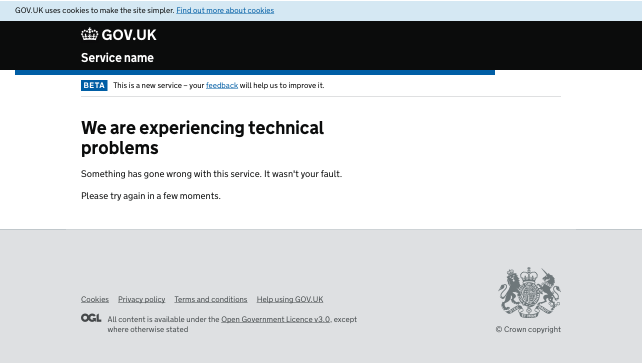 GOV.UK uses cookies to make the site simpler. Find out more about cookies
GOV.UK
Service name
BETA This is a new service – your feedback will help us to improve it.
We are experiencing technical
problems
Something has gone wrong with this service. It wasn't your fault.
Please try again in a few moments.
Cookies Privacy policy Terms and conditions Help using GOV.UK
OGL All content is available under the Open Government Licence v3.0, except
where otherwise stated
© Crown copyright